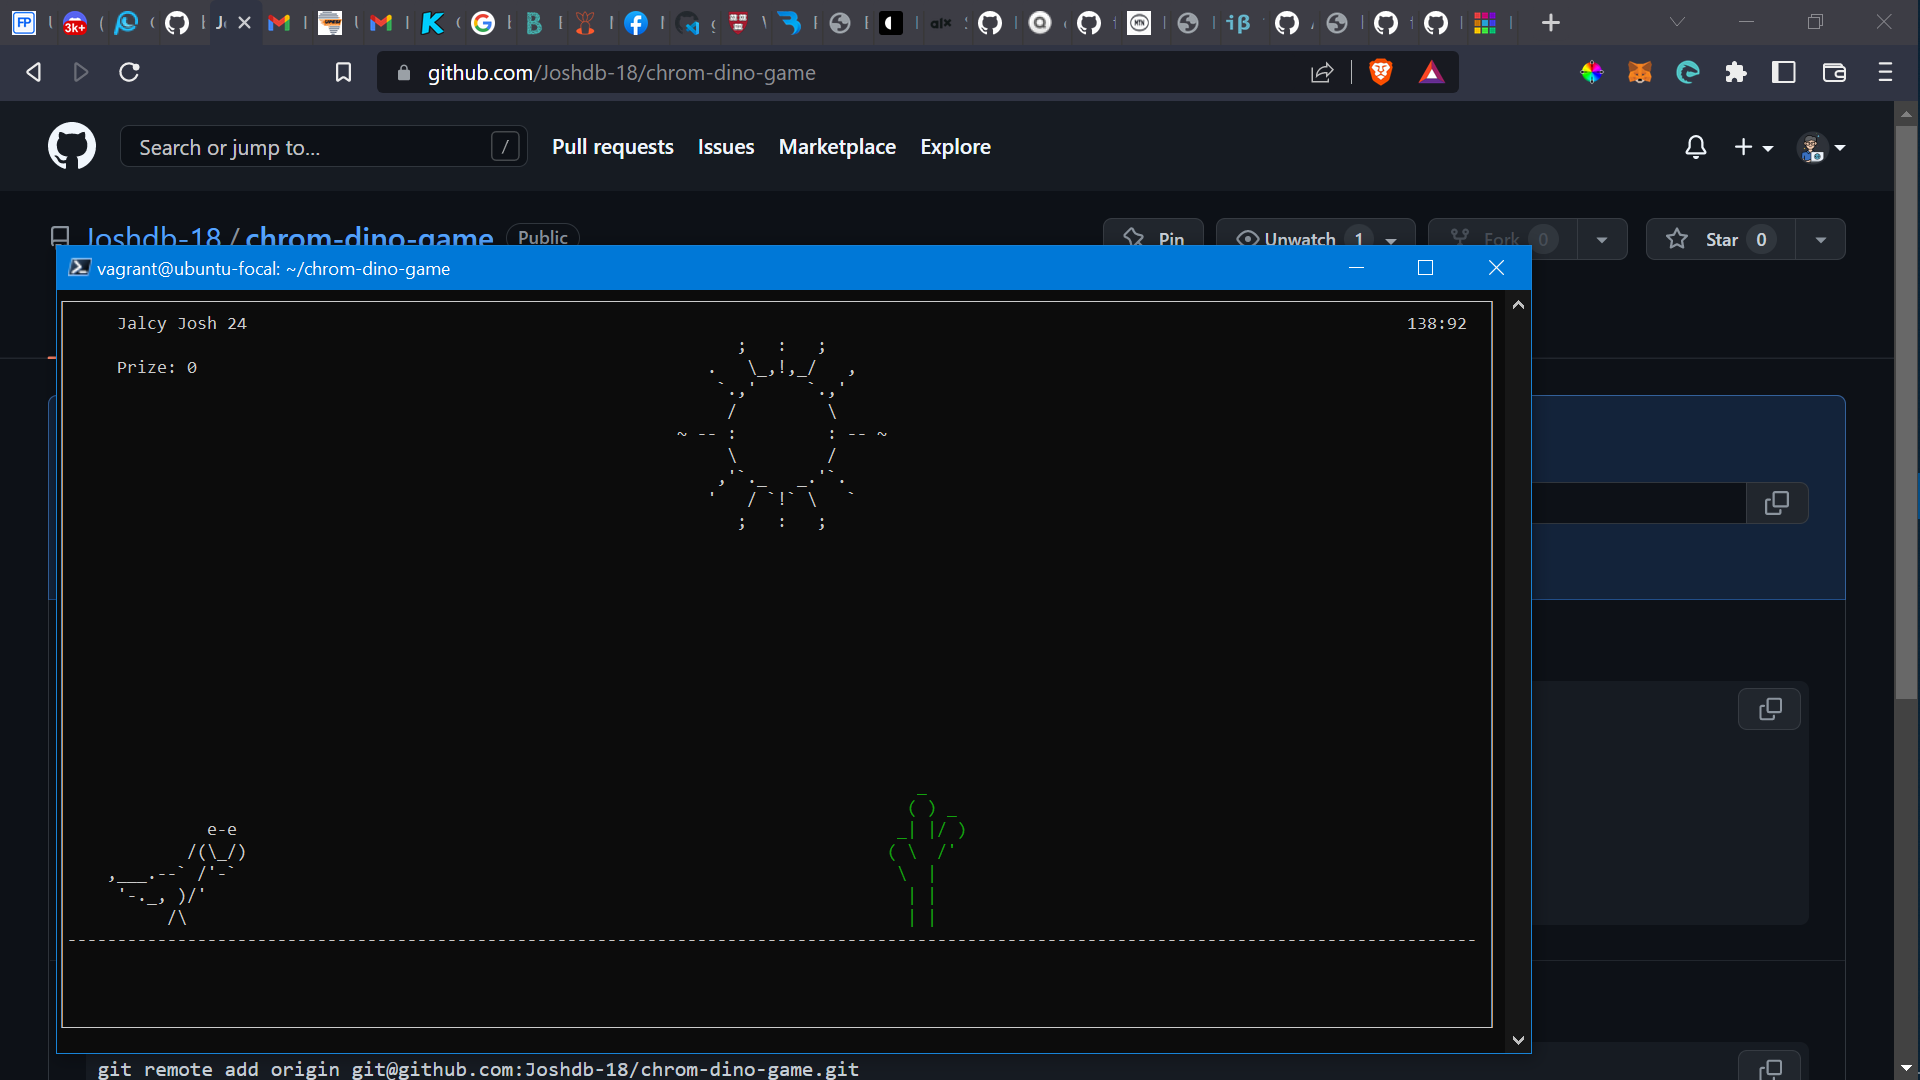 github.com/Joshdb-18/chrom-dino-game
Search or jump to... /
Pull requests Issues Marketplace Explore
Joshdb-18 / chrom-dino-game Public
Pin Unwatch 1 Fork 0 Star 0
vagrant@ubuntu-focal: ~/chrom-dino-game
Jalcy Josh 24 138:92
Prize: 0
e-e
git remote add origin git@github.com:Joshdb-18/chrom-dino-game.git